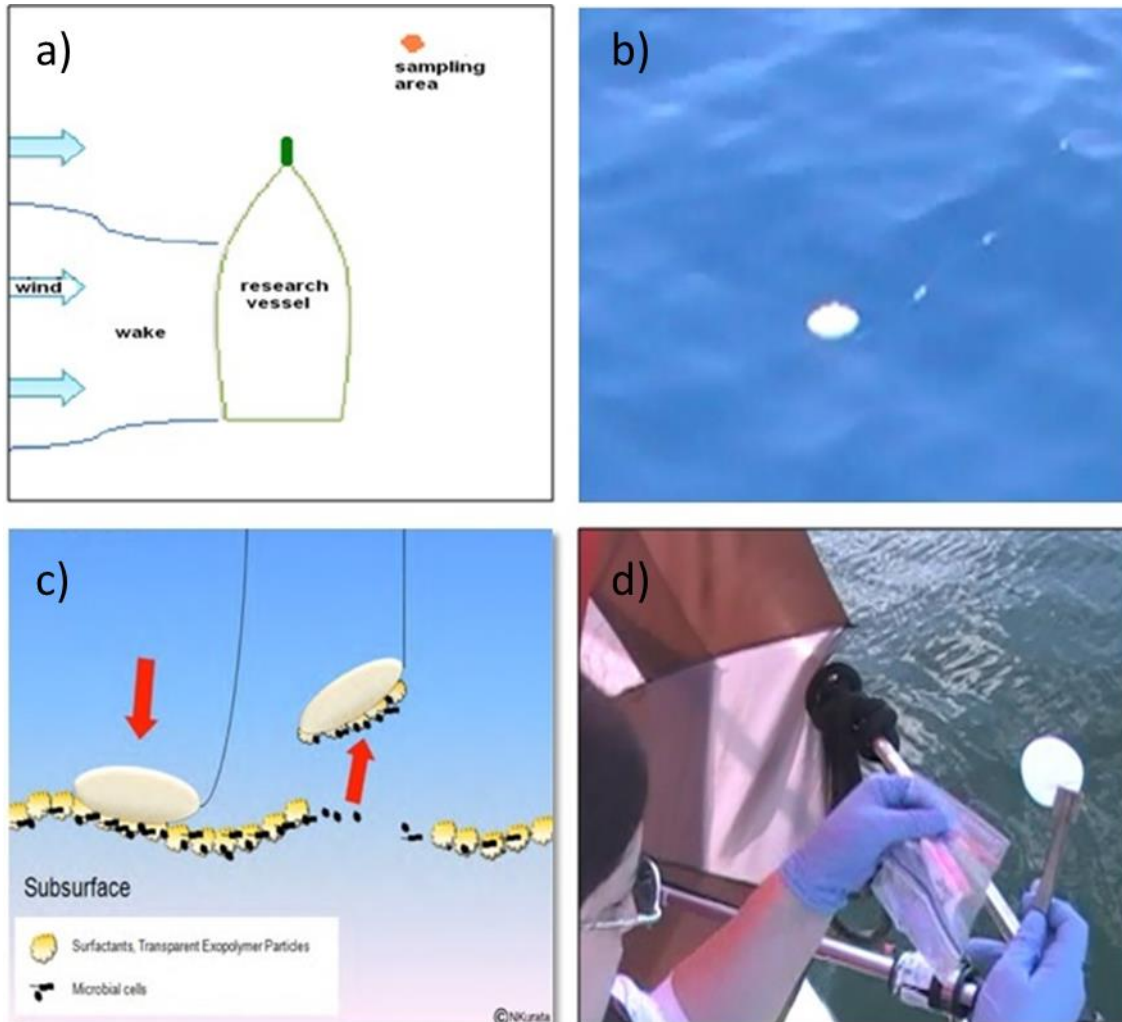 a)
sampling
area
wind
research
vessel
wake
b)
c)
Subsurface
Surfactants, Transparent Exopolymer Particles
Microbial cells
©NKurata
d)